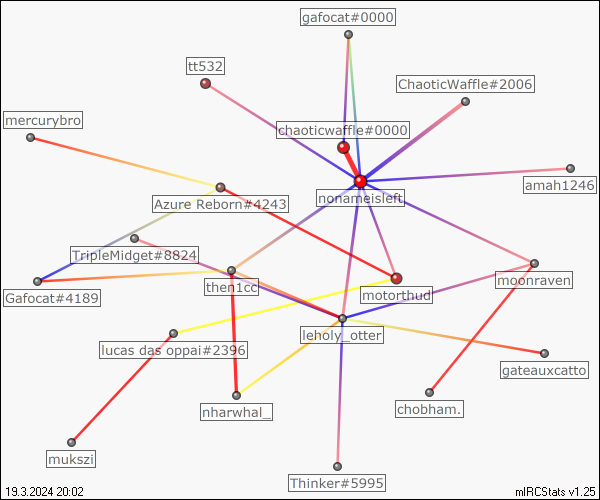 gafocat#0000
tt532
ChaoticWaffle#2006
mercurybro
chaoticwaffle#0000
amah1246
nonameisleft
Azure Reborn#4243
TripleMidget#8824
moonraven
then1cc
motorthud
Gafocat#4189
leholy_otter
lucas das oppai#2396
gateauxcatto
nharwhal_
chobham.
mukszi
Thinker#5995
19.3.2024 20:02
mIRCStats v1.25